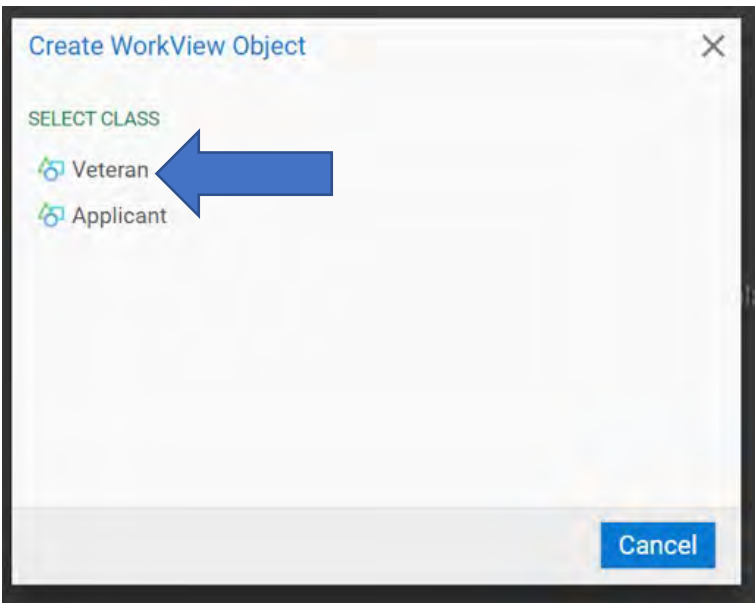 Create WorkView Object
SELECT CLASS
Veteran
Applicant
Cancel